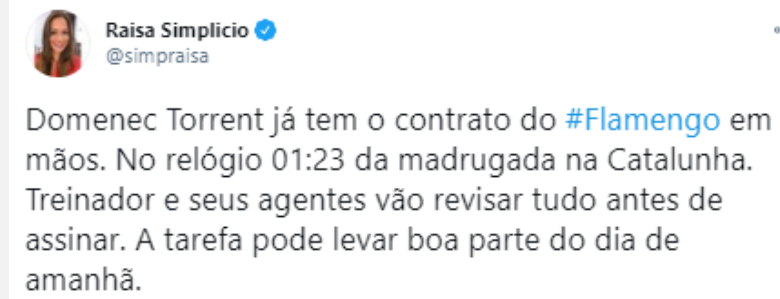 Raisa Simplicio
@simpraisa
Domenec Torrent já tem o contrato do #Flamengo em
mãos. No relógio 01:23 da madrugada na Catalunha.
Treinador e seus agentes vão revisar tudo antes de
assinar. A tarefa pode levar boa parte do dia de
amanhã.